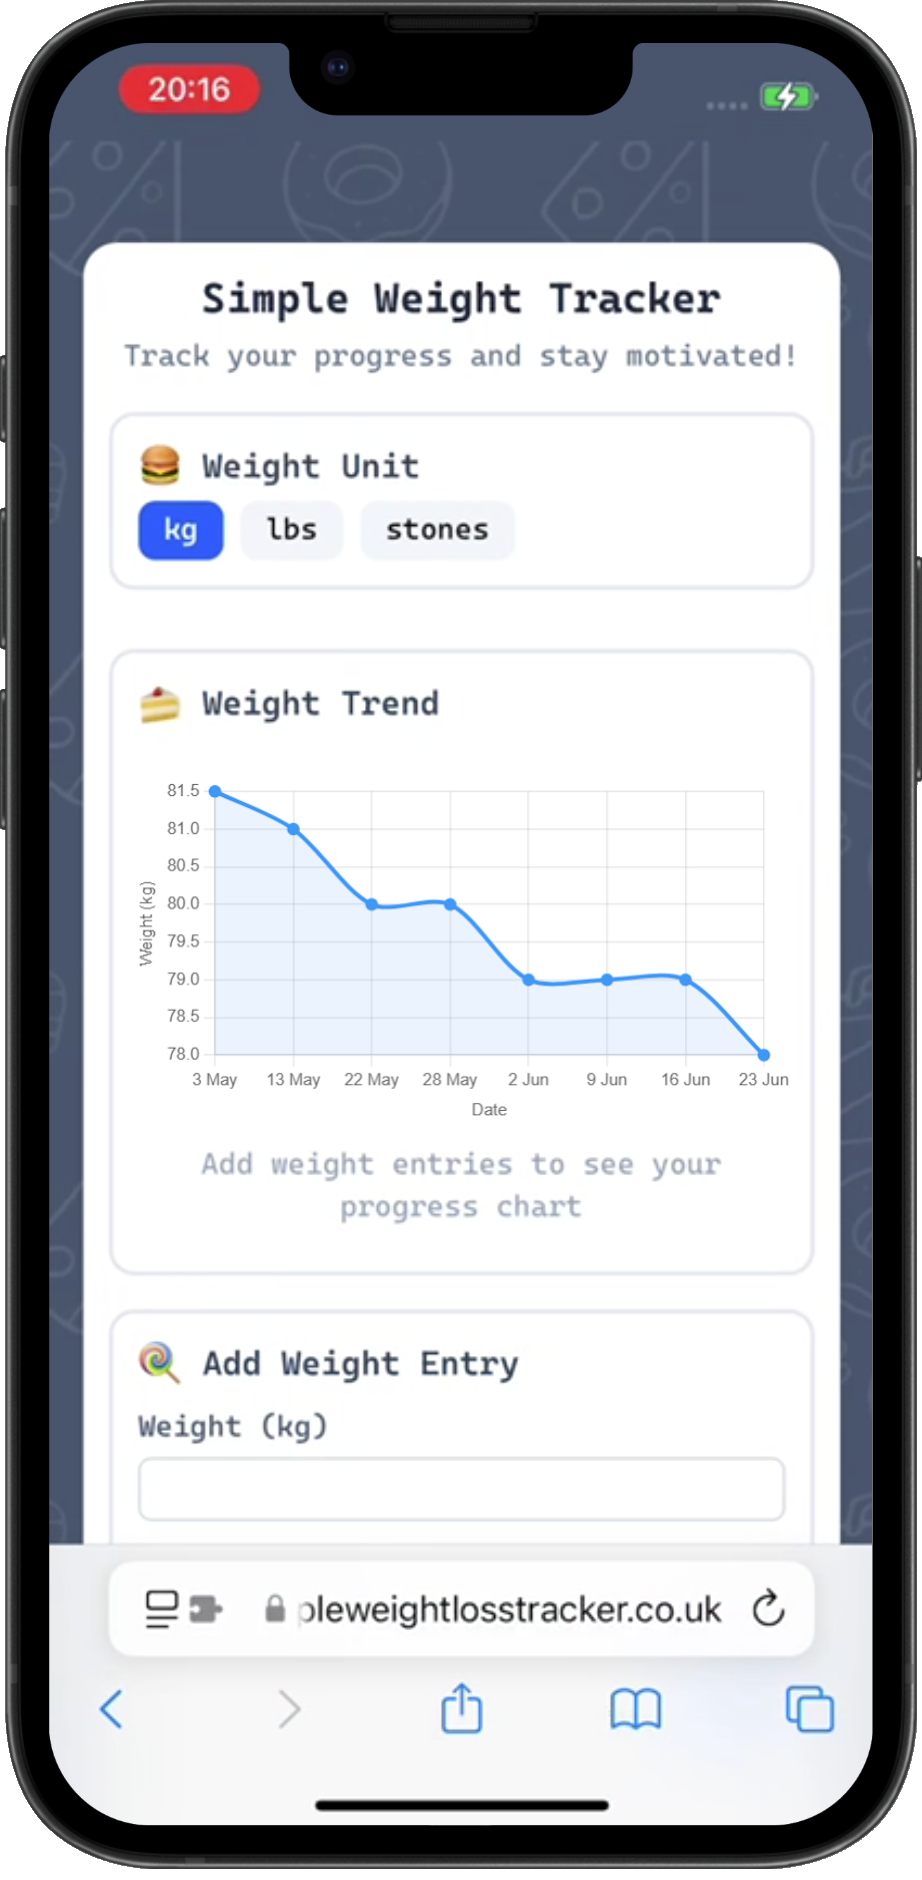 20:16
Simple Weight Tracker
Track your progress and stay motivated!
🍔 Weight Unit
kg lbs stones
🍰 Weight Trend
81.5
81.0
80.5
80.0
79.5
79.0
78.5
78.0
Weight (kg)
3 May 13 May 22 May 28 May 2 Jun 9 Jun 16 Jun 23 Jun
Date
Add weight entries to see your
progress chart
🍭 Add Weight Entry
Weight (kg)
pleweightlosstracker.co.uk